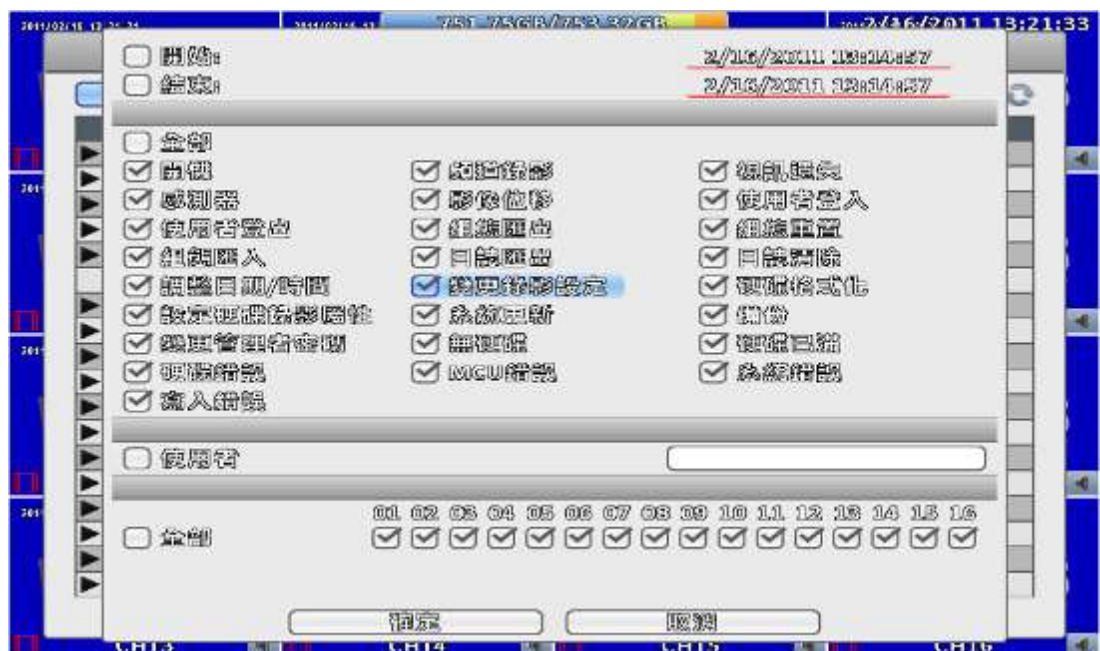 751.75GB/753.32GB
2/16/2011 13:21:33
開始: 2/16/2011 13:14:57
結束: 2/16/2011 13:14:57
全部
開機 頻道錄影 視訊遺失
感測器 影像位移 使用者登入
使用者登出 組態匯出 組態重置
組態匯入 日誌匯出 日誌清除
調整日期/時間 變更錄影設定 硬碟格式化
設定硬碟錄影屬性 系統更新 備份
變更管理者密碼 無硬碟 硬碟已滿
硬碟錯誤 MCU錯誤 系統錯誤
寫入錯誤
使用者
01 02 03 04 05 06 07 08 09 10 11 12 13 14 15 16
全部
確定 取消
CH13 CH14 CH15 CH16